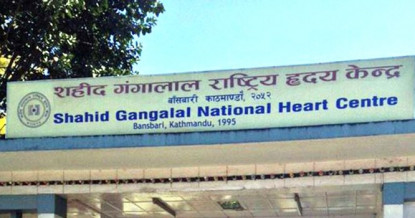 शहीद गंगालाल राष्ट्रिय हृदय केन्द्र
बाँसबारी काठमाण्डौं, २०५२
Shahid Gangalal National Heart Centre
Bansbari, Kathmandu, 1995